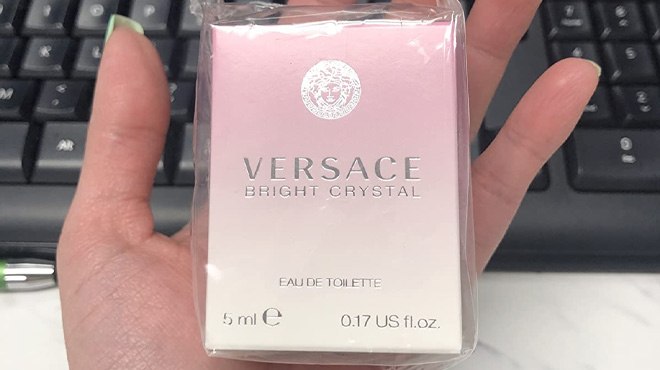 VERSACE
BRIGHT CRYSTAL
EAU DE TOILETTE
5 ml ℮ 0.17 US fl.oz.